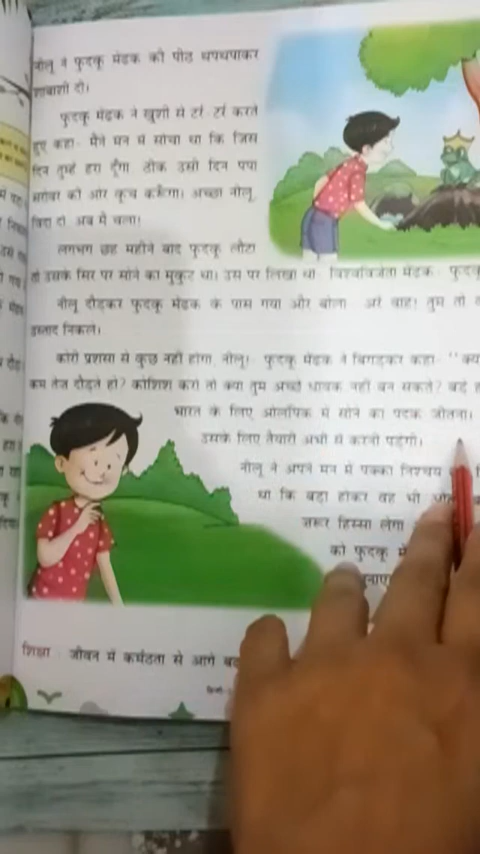 नीलू ने फुदकू मेंढक की पीठ थपथपाकर
शाबाशी दी।
फुदकू मेंढक ने खुशी से टर्र टर्र करते
हुए कहा- मैंने मन में सोचा था कि जिस
दिन तुम्हें हरा दूँगा, ठीक उसी दिन पंपा
सरोवर की ओर कूच करूँगा। अच्छा नीलू,
विदा दो अब मैं चला।
लगभग छह महीने बाद फुदकू लौटा
तो उसके सिर पर सोने का मुकुट था। उस पर लिखा था- विश्वविजेता मेंढक- फुदकू
नीलू दौड़कर फुदकू मेंढक के पास गया और बोला- अरे वाह! तुम तो
उस्ताद निकले।
कोरी प्रशंसा से कुछ नहीं होगा, नीलू!- फुदकू मेंढक ने बिगड़कर कहा- "क्या
कम तेज दौड़ते हो? कोशिश करो तो क्या तुम अच्छे धावक नहीं बन सकते? बड़े
भारत के लिए ओलंपिक में सोने का पदक जीतना।
उसके लिए तैयारी अभी से करनी पड़ेगी।
नीलू ने अपने मन में पक्का निश्चय
था कि बड़ा होकर वह भी
जरूर हिस्सा लेगा
को फुदकू
शिक्षा : जीवन में कर्मठता से आगे